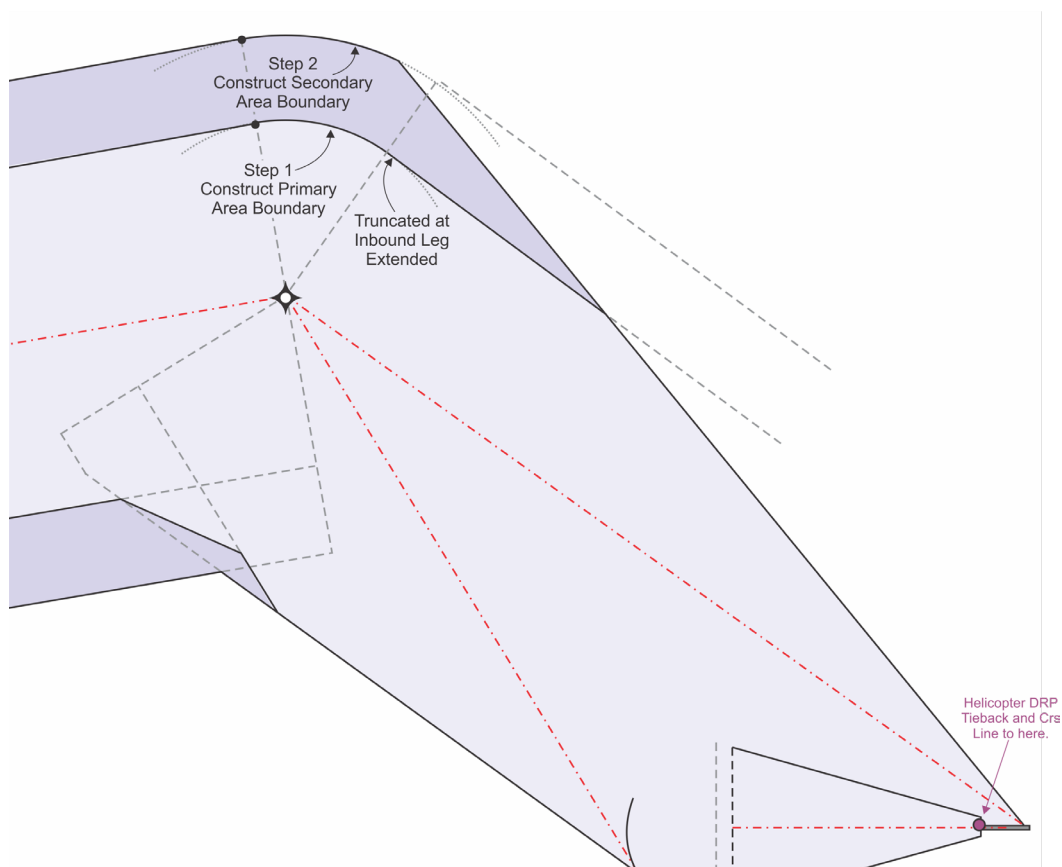 Step 2
Construct Secondary
Area Boundary
Step 1
Construct Primary
Area Boundary
Truncated at
Inbound Leg
Extended
Helicopter DRP
Tieback and Crs
Line to here.